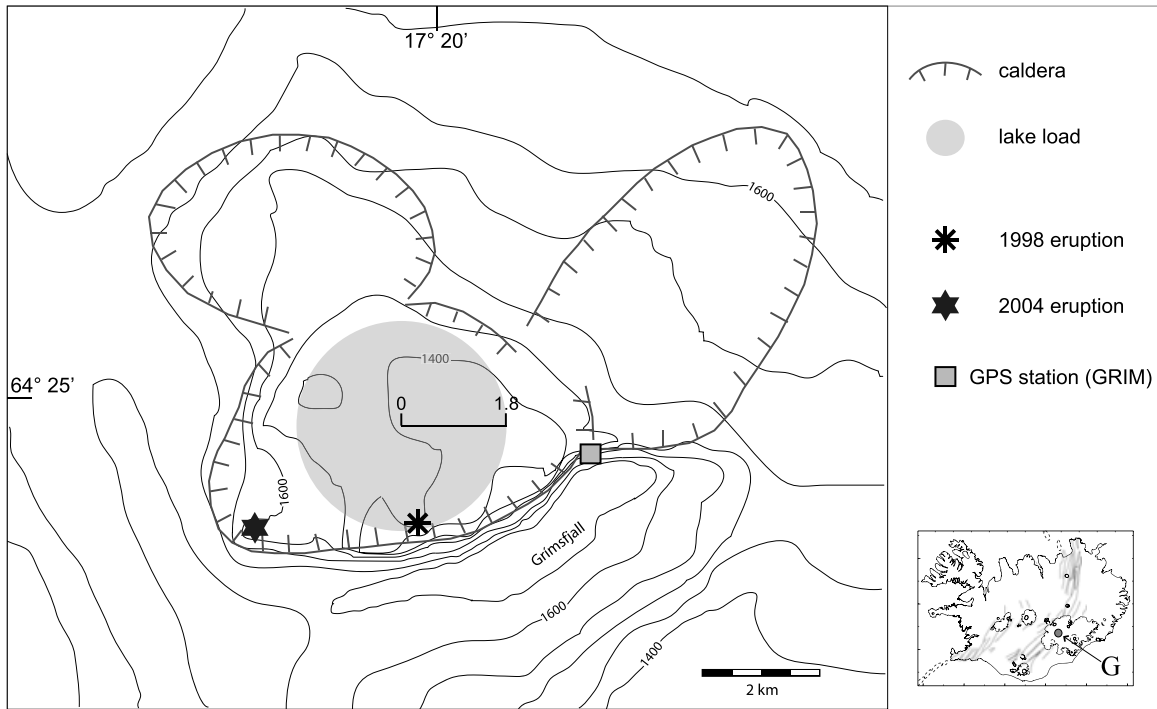 17° 20’
caldera
lake load
1600
1998 eruption
2004 eruption
1400
GPS station (GRIM)
64° 25’
0 1.8
1600
Grimsfjall
1600
1400
G
2 km